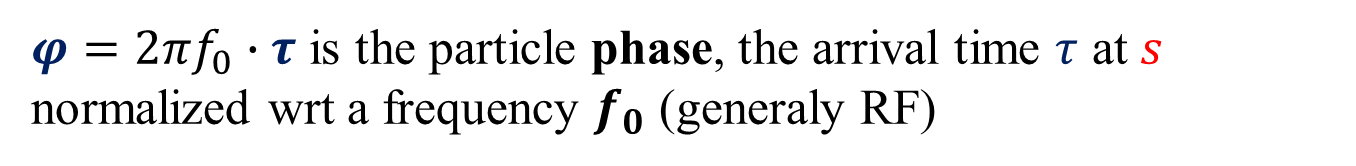 φ = 2πf₀ · τ is the particle phase, the arrival time τ at s
normalized wrt a frequency f₀ (generaly RF)